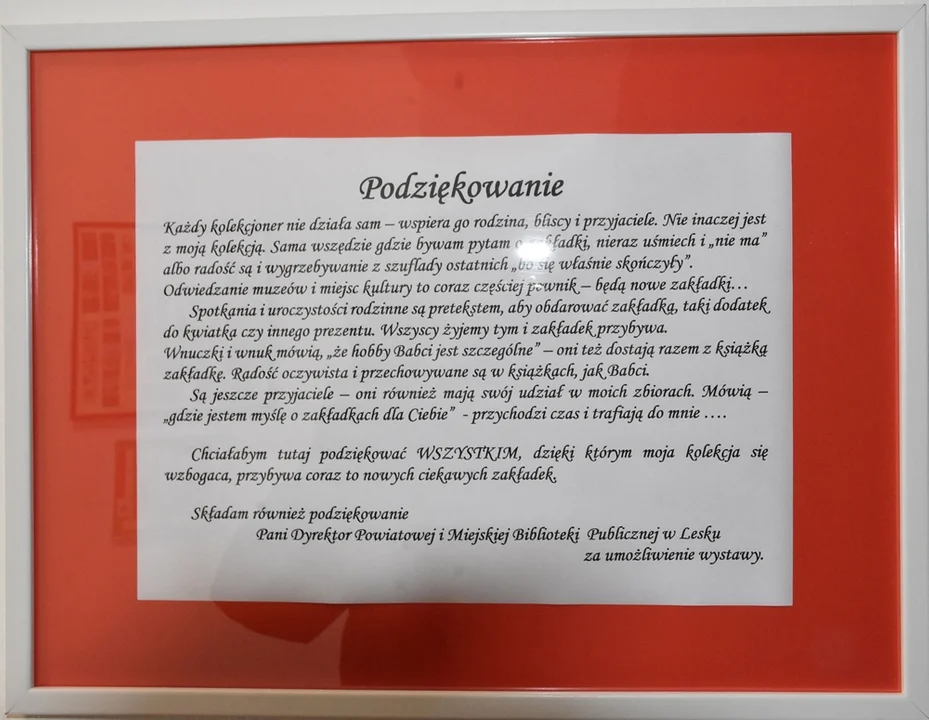 Podziękowanie
Każdy kolekcjoner nie działa sam – wspiera go rodzina, bliscy i przyjaciele. Nie inaczej jest
z moją kolekcją. Sama wszędzie gdzie bywam pytam o zakładki, nieraz uśmiech i „nie ma”
albo radość są i wygrzebywanie z szuflady ostatnich „bo się właśnie skończyły”.
Odwiedzanie muzeów i miejsc kultury to coraz częściej pewnik – będą nowe zakładki…
Spotkania i uroczystości rodzinne są pretekstem, aby obdarować zakładką, taki dodatek
do kwiatka czy innego prezentu. Wszyscy żyjemy tym i zakładek przybywa.
Wnuczki i wnuk mówią, „że hobby Babci jest szczególne” – oni też dostają razem z książką
zakładkę. Radość oczywista i przechowywane są w książkach, jak Babci.
Są jeszcze przyjaciele – oni również mają swój udział w moich zbiorach. Mówią –
„gdzie jestem myślę o zakładkach dla Ciebie” - przychodzi czas i trafiają do mnie ….
Chciałabym tutaj podziękować WSZYSTKIM, dzięki którym moja kolekcja się
wzbogaca, przybywa coraz to nowych ciekawych zakładek.
Składam również podziękowanie
Pani Dyrektor Powiatowej i Miejskiej Biblioteki Publicznej w Lesku
za umożliwienie wystawy.